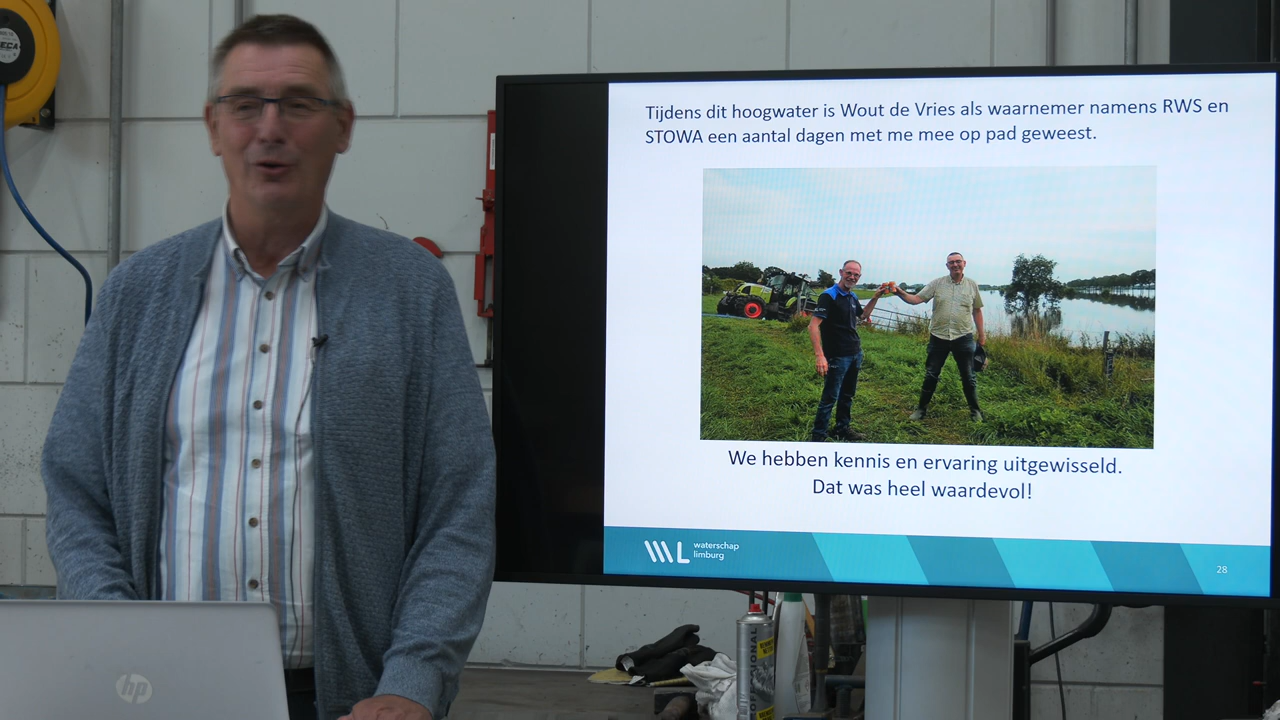 Tijdens dit hoogwater is Wout de Vries als waarnemer namens RWS en
STOWA een aantal dagen met me mee op pad geweest.
We hebben kennis en ervaring uitgewisseld.
Dat was heel waardevol!
waterschap
limburg
28
hp